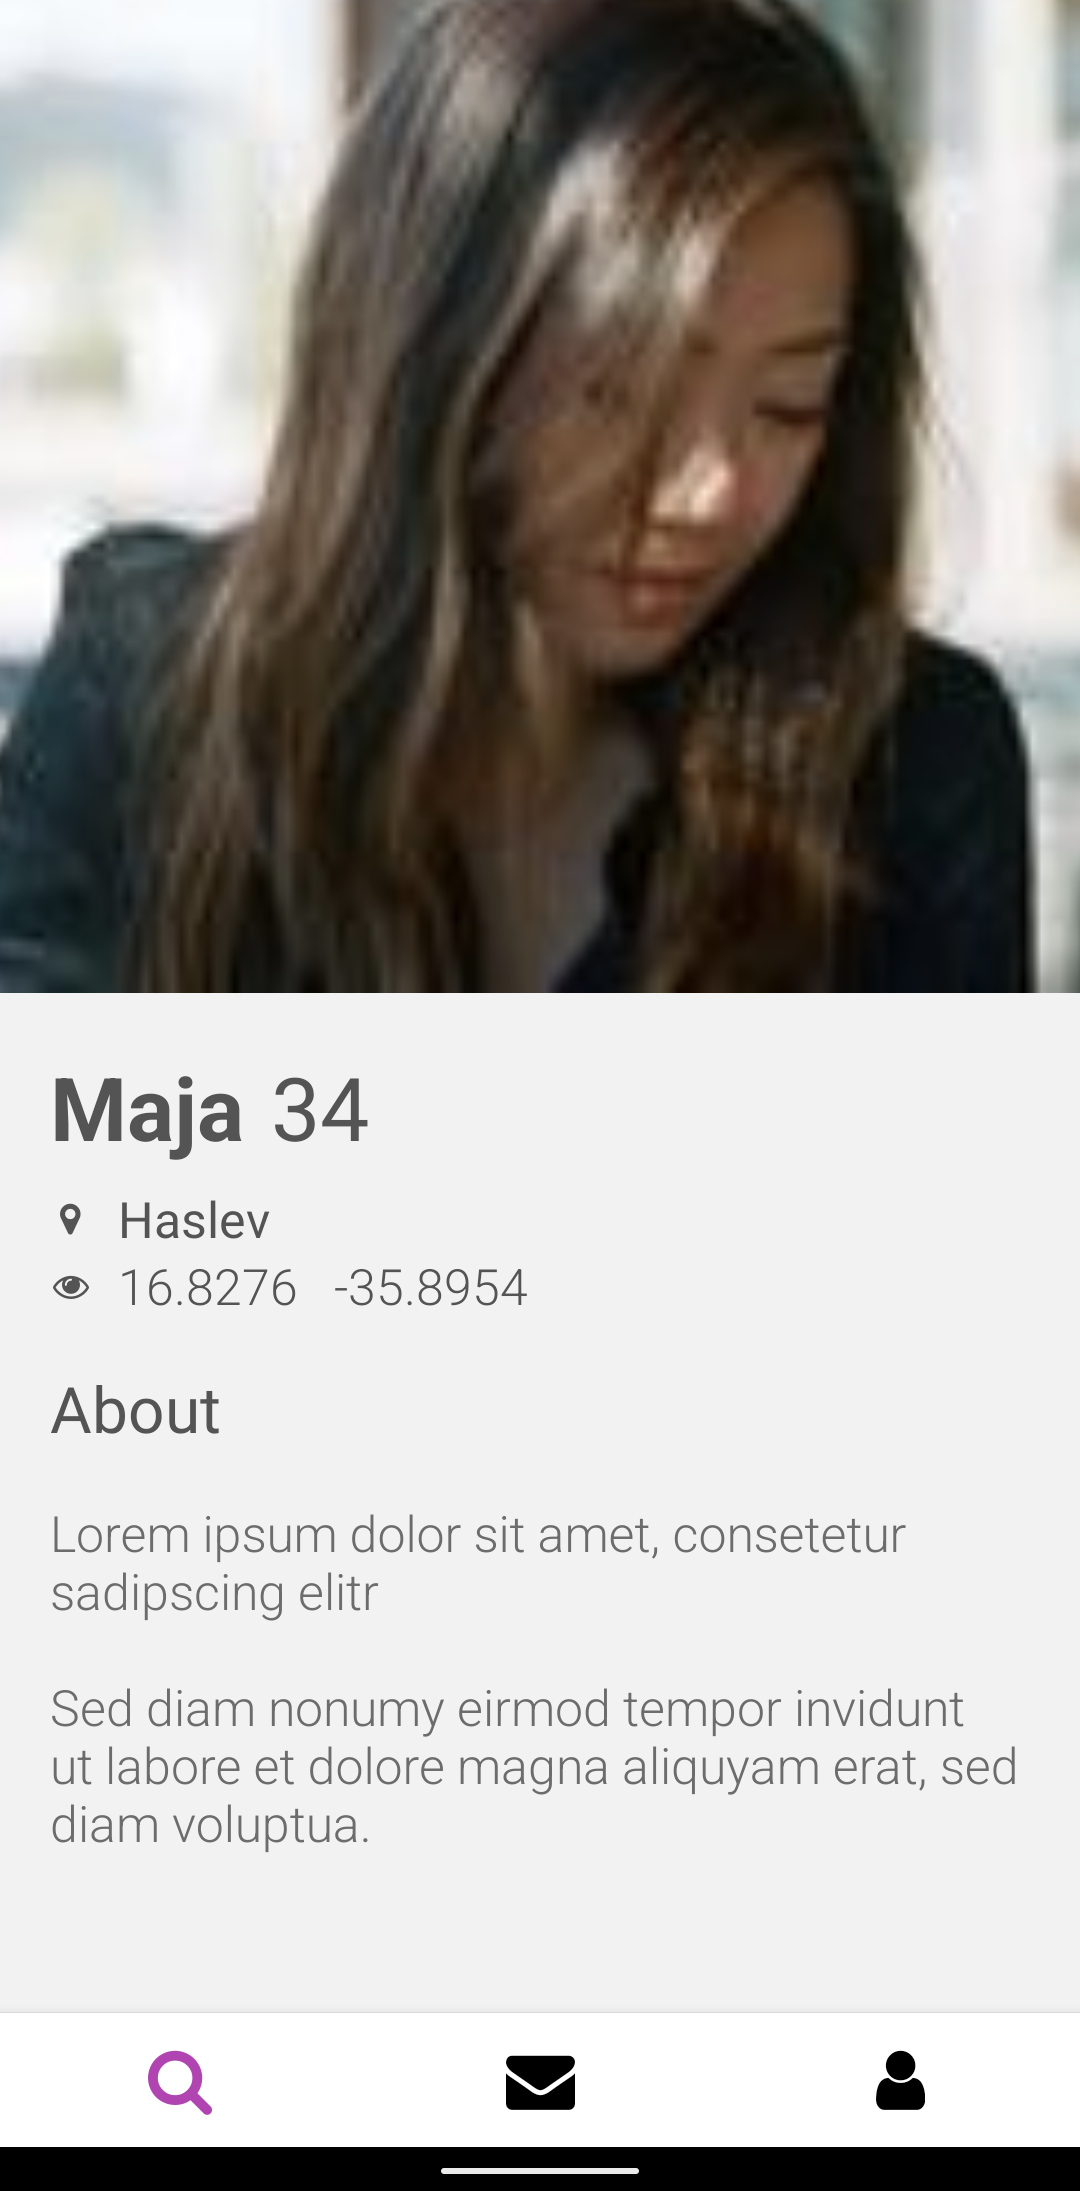 Maja 34
Haslev
16.8276 -35.8954
About
Lorem ipsum dolor sit amet, consetetur
sadipscing elitr
Sed diam nonumy eirmod tempor invidunt
ut labore et dolore magna aliquyam erat, sed
diam voluptua.